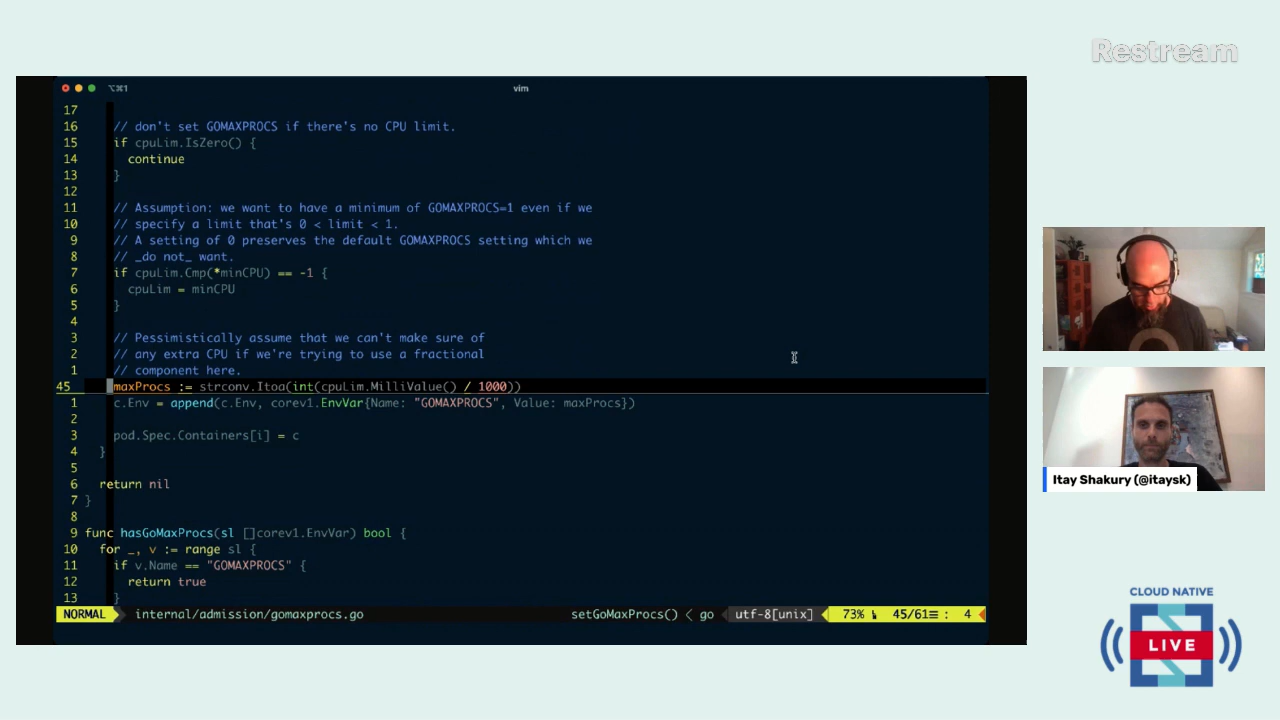 Restream
⌥⌘1
vim
17
16 // don't set GOMAXPROCS if there's no CPU limit.
15 if cpuLim.IsZero() {
14 continue
13 }
12
11 // Assumption: we want to have a minimum of GOMAXPROCS=1 even if we
10 // specify a limit that's 0 < limit < 1.
9 // A setting of 0 preserves the default GOMAXPROCS setting which we
8 // _do not_ want.
7 if cpuLim.Cmp(*minCPU) == -1 {
6 cpuLim = minCPU
5 }
4
3 // Pessimistically assume that we can't make sure of
2 // any extra CPU if we're trying to use a fractional
1 // component here.
45 maxProcs := strconv.Itoa(int(cpuLim.MilliValue() / 1000))
1 c.Env = append(c.Env, corev1.EnvVar{Name: "GOMAXPROCS", Value: maxProcs})
2
3 pod.Spec.Containers[i] = c
4 }
5
6 return nil
7 }
8
9 func hasGoMaxProcs(sl []corev1.EnvVar) bool {
10 for _, v := range sl {
11 if v.Name == "GOMAXPROCS" {
12 return true
13 }
NORMAL internal/admission/gomaxprocs.go setGoMaxProcs() < go utf-8[unix] 73% 45/61≡ : 4
Itay Shakury (@itaysk)
CLOUD NATIVE
LIVE